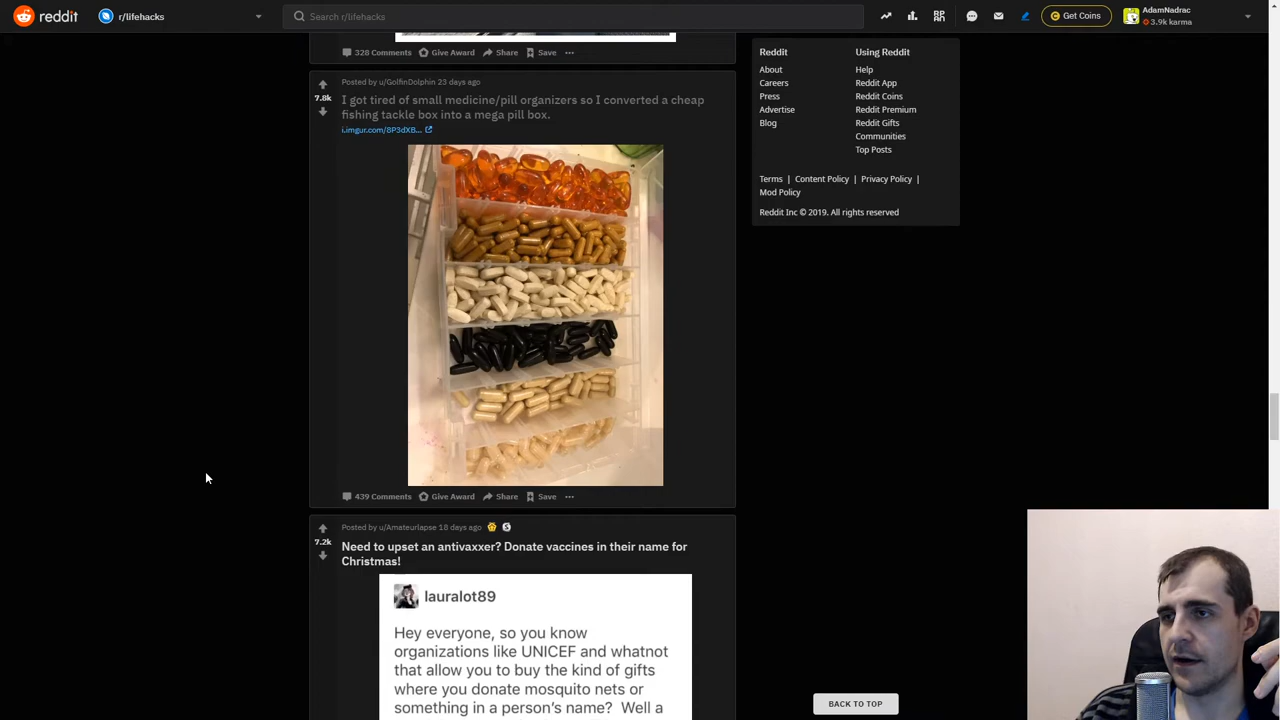 reddit
r/lifehacks
Search r/lifehacks
AdamNadrac
3.9k karma
Get Coins
328 Comments
Give Award
Share
Save
Posted by u/GolfinDolphin 23 days ago
7.8k
I got tired of small medicine/pill organizers so I converted a cheap
fishing tackle box into a mega pill box.
i.imgur.com/8P3dXB...
439 Comments
Give Award
Share
Save
Posted by u/Amateurlapse 18 days ago
7.2k
Need to upset an antivaxxer? Donate vaccines in their name for
Christmas!
lauralot89
Hey everyone, so you know
organizations like UNICEF and whatnot
that allow you to buy the kind of gifts
where you donate mosquito nets or
something in a person's name? Well a
Reddit
Using Reddit
About
Help
Careers
Reddit App
Press
Reddit Coins
Advertise
Reddit Premium
Blog
Reddit Gifts
Communities
Top Posts
Terms | Content Policy | Privacy Policy |
Mod Policy
Reddit Inc © 2019. All rights reserved
BACK TO TOP